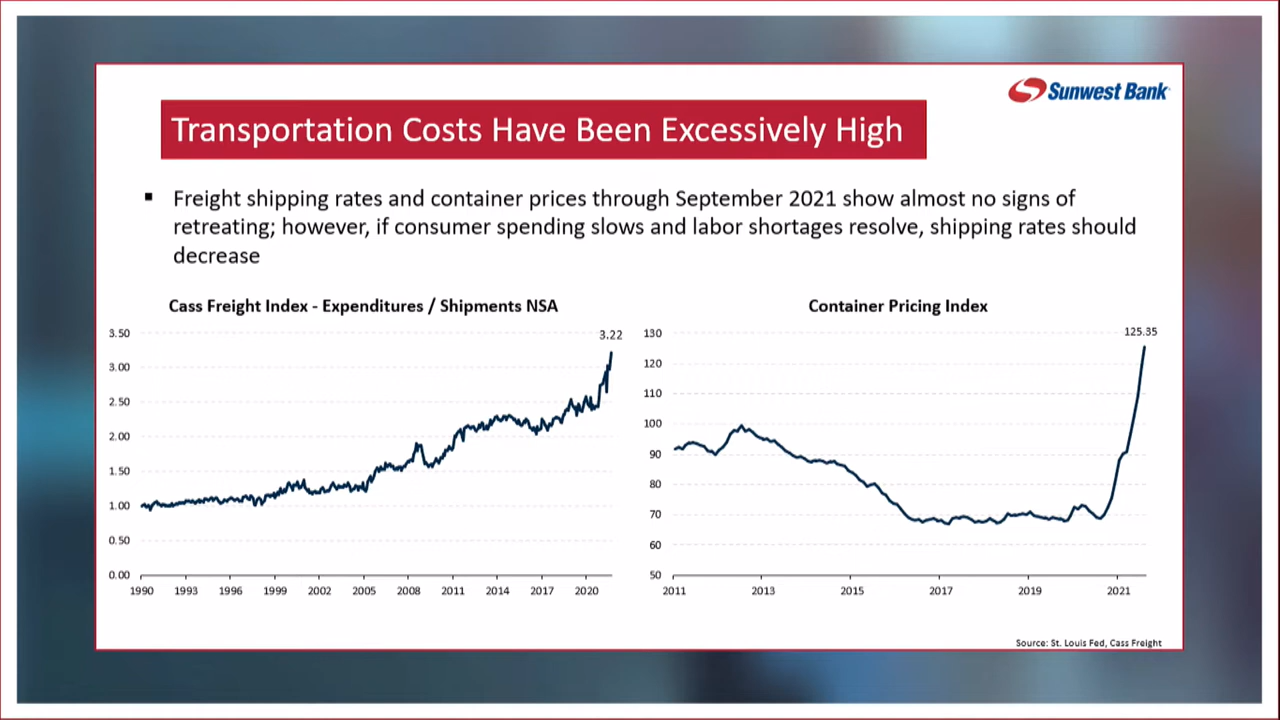 Sunwest Bank
Transportation Costs Have Been Excessively High
▪ Freight shipping rates and container prices through September 2021 show almost no signs of
retreating; however, if consumer spending slows and labor shortages resolve, shipping rates should
decrease
Cass Freight Index - Expenditures / Shipments NSA
3.50
3.00
2.50
2.00
1.50
1.00
0.50
0.00
3.22
1990 1993 1996 1999 2002 2005 2008 2011 2014 2017 2020
Container Pricing Index
130
120
110
100
90
80
70
60
50
125.35
2011 2013 2015 2017 2019 2021
Source: St. Louis Fed, Cass Freight